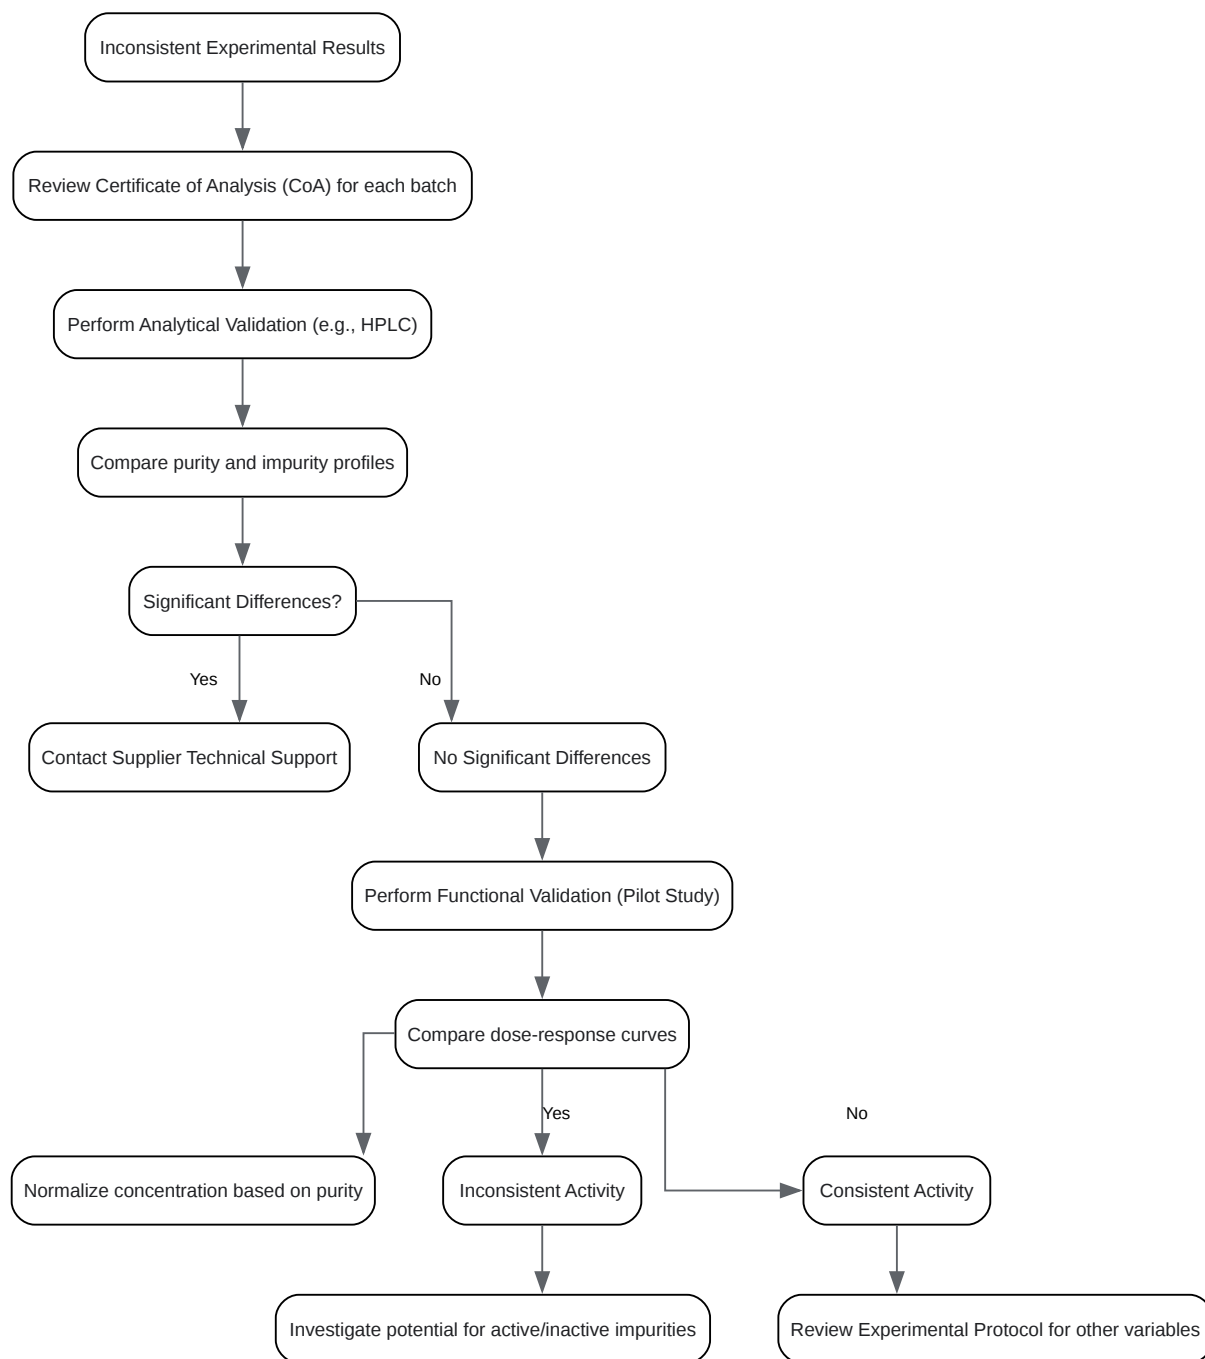 Inconsistent Experimental Results
Review Certificate of Analysis (CoA) for each batch
Perform Analytical Validation (e.g., HPLC)
Compare purity and impurity profiles
Significant Differences?
Yes
No
Contact Supplier Technical Support
No Significant Differences
Perform Functional Validation (Pilot Study)
Compare dose-response curves
Yes
No
Normalize concentration based on purity
Inconsistent Activity
Consistent Activity
Investigate potential for active/inactive impurities
Review Experimental Protocol for other variables